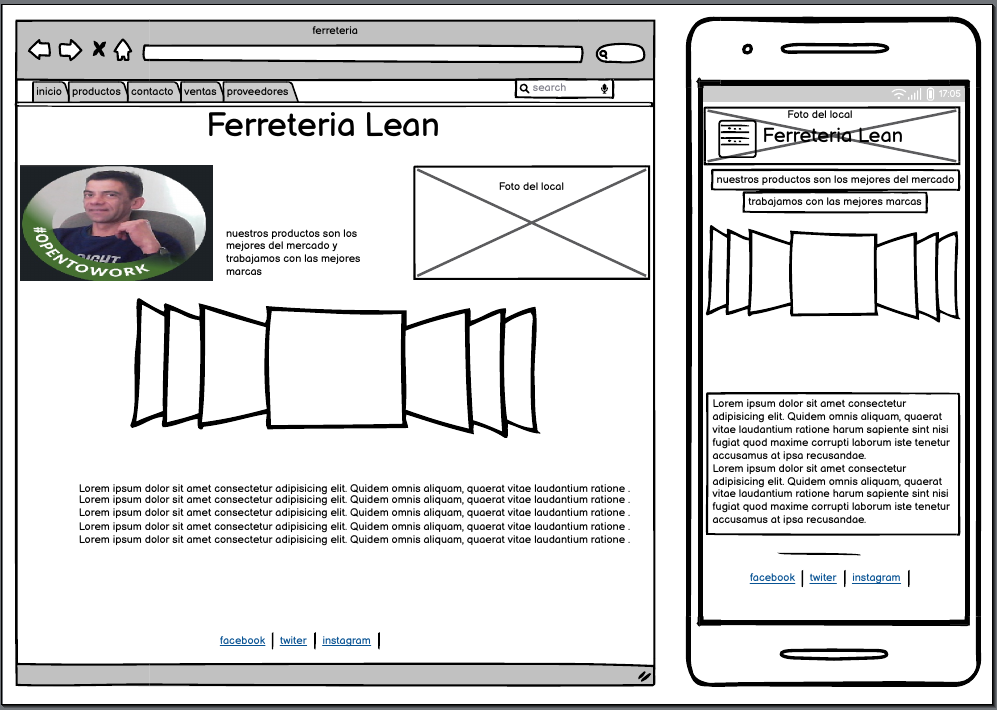 ferreteria
inicio productos contacto ventas proveedores
search
Ferreteria Lean
#OPENTOWORK
nuestros productos son los
mejores del mercado y
trabajamos con las mejores
marcas
Foto del local
Lorem ipsum dolor sit amet consectetur adipisicing elit. Quidem omnis aliquam, quaerat vitae laudantium ratione .
Lorem ipsum dolor sit amet consectetur adipisicing elit. Quidem omnis aliquam, quaerat vitae laudantium ratione .
Lorem ipsum dolor sit amet consectetur adipisicing elit. Quidem omnis aliquam, quaerat vitae laudantium ratione .
Lorem ipsum dolor sit amet consectetur adipisicing elit. Quidem omnis aliquam, quaerat vitae laudantium ratione .
Lorem ipsum dolor sit amet consectetur adipisicing elit. Quidem omnis aliquam, quaerat vitae laudantium ratione .
facebook twiter instagram
17:05
Foto del local
Ferreteria Lean
nuestros productos son los mejores del mercado
trabajamos con las mejores marcas
Lorem ipsum dolor sit amet consectetur
adipisicing elit. Quidem omnis aliquam, quaerat
vitae laudantium ratione harum sapiente sint nisi
fugiat quod maxime corrupti laborum iste tenetur
accusamus at ipsa recusandae.
Lorem ipsum dolor sit amet consectetur
adipisicing elit. Quidem omnis aliquam, quaerat
vitae laudantium ratione harum sapiente sint nisi
fugiat quod maxime corrupti laborum iste tenetur
accusamus at ipsa recusandae.
facebook twiter instagram